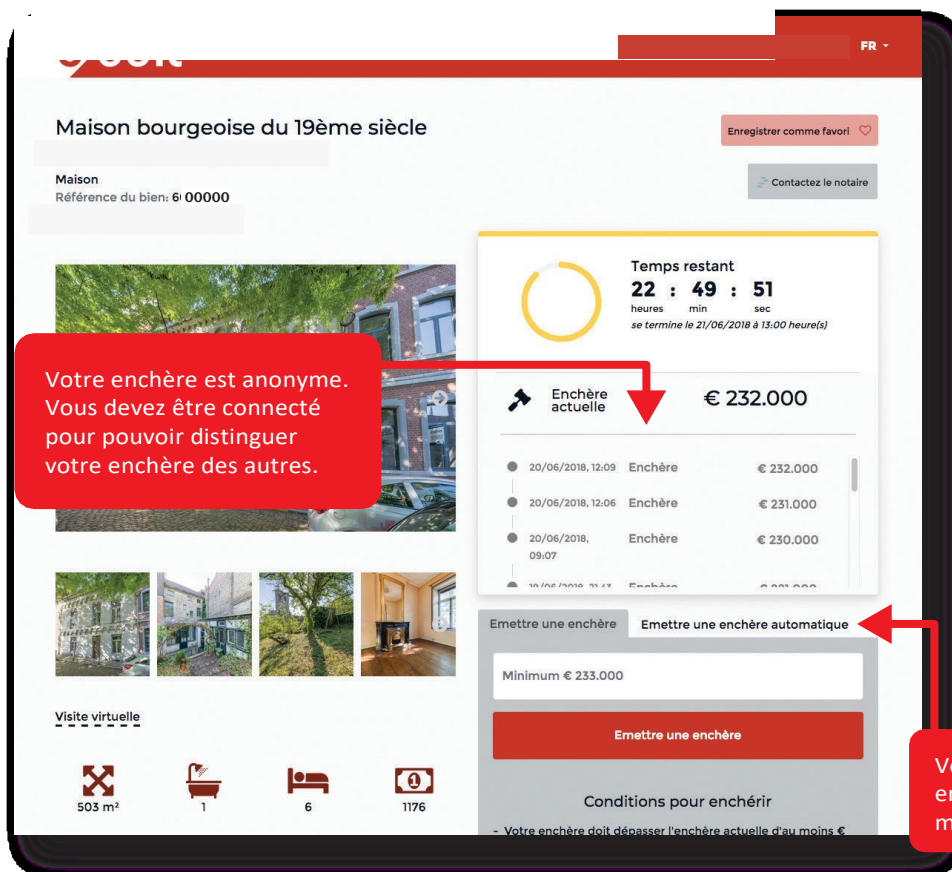 FR
Maison bourgeoise du 19ème siècle
Enregistrer comme favori
Maison
Contactez le notaire
Référence du bien: 6 00000
Temps restant
22 : 49 : 51
heures min sec
se termine le 21/06/2018 à 13:00 heure(s)
Votre enchère est anonyme.
Vous devez être connecté
pour pouvoir distinguer
votre enchère des autres.
Enchère
actuelle
€ 232.000
20/06/2018, 12:09 Enchère € 232.000
20/06/2018, 12:06 Enchère € 231.000
20/06/2018,
09:07
Enchère € 230.000
Enchère
Emettre une enchère Emettre une enchère automatique
Minimum € 233.000
Emettre une enchère
Visite virtuelle
503 m² 1 6 1176
Conditions pour enchérir
- Votre enchère doit dépasser l'enchère actuelle d'au moins €